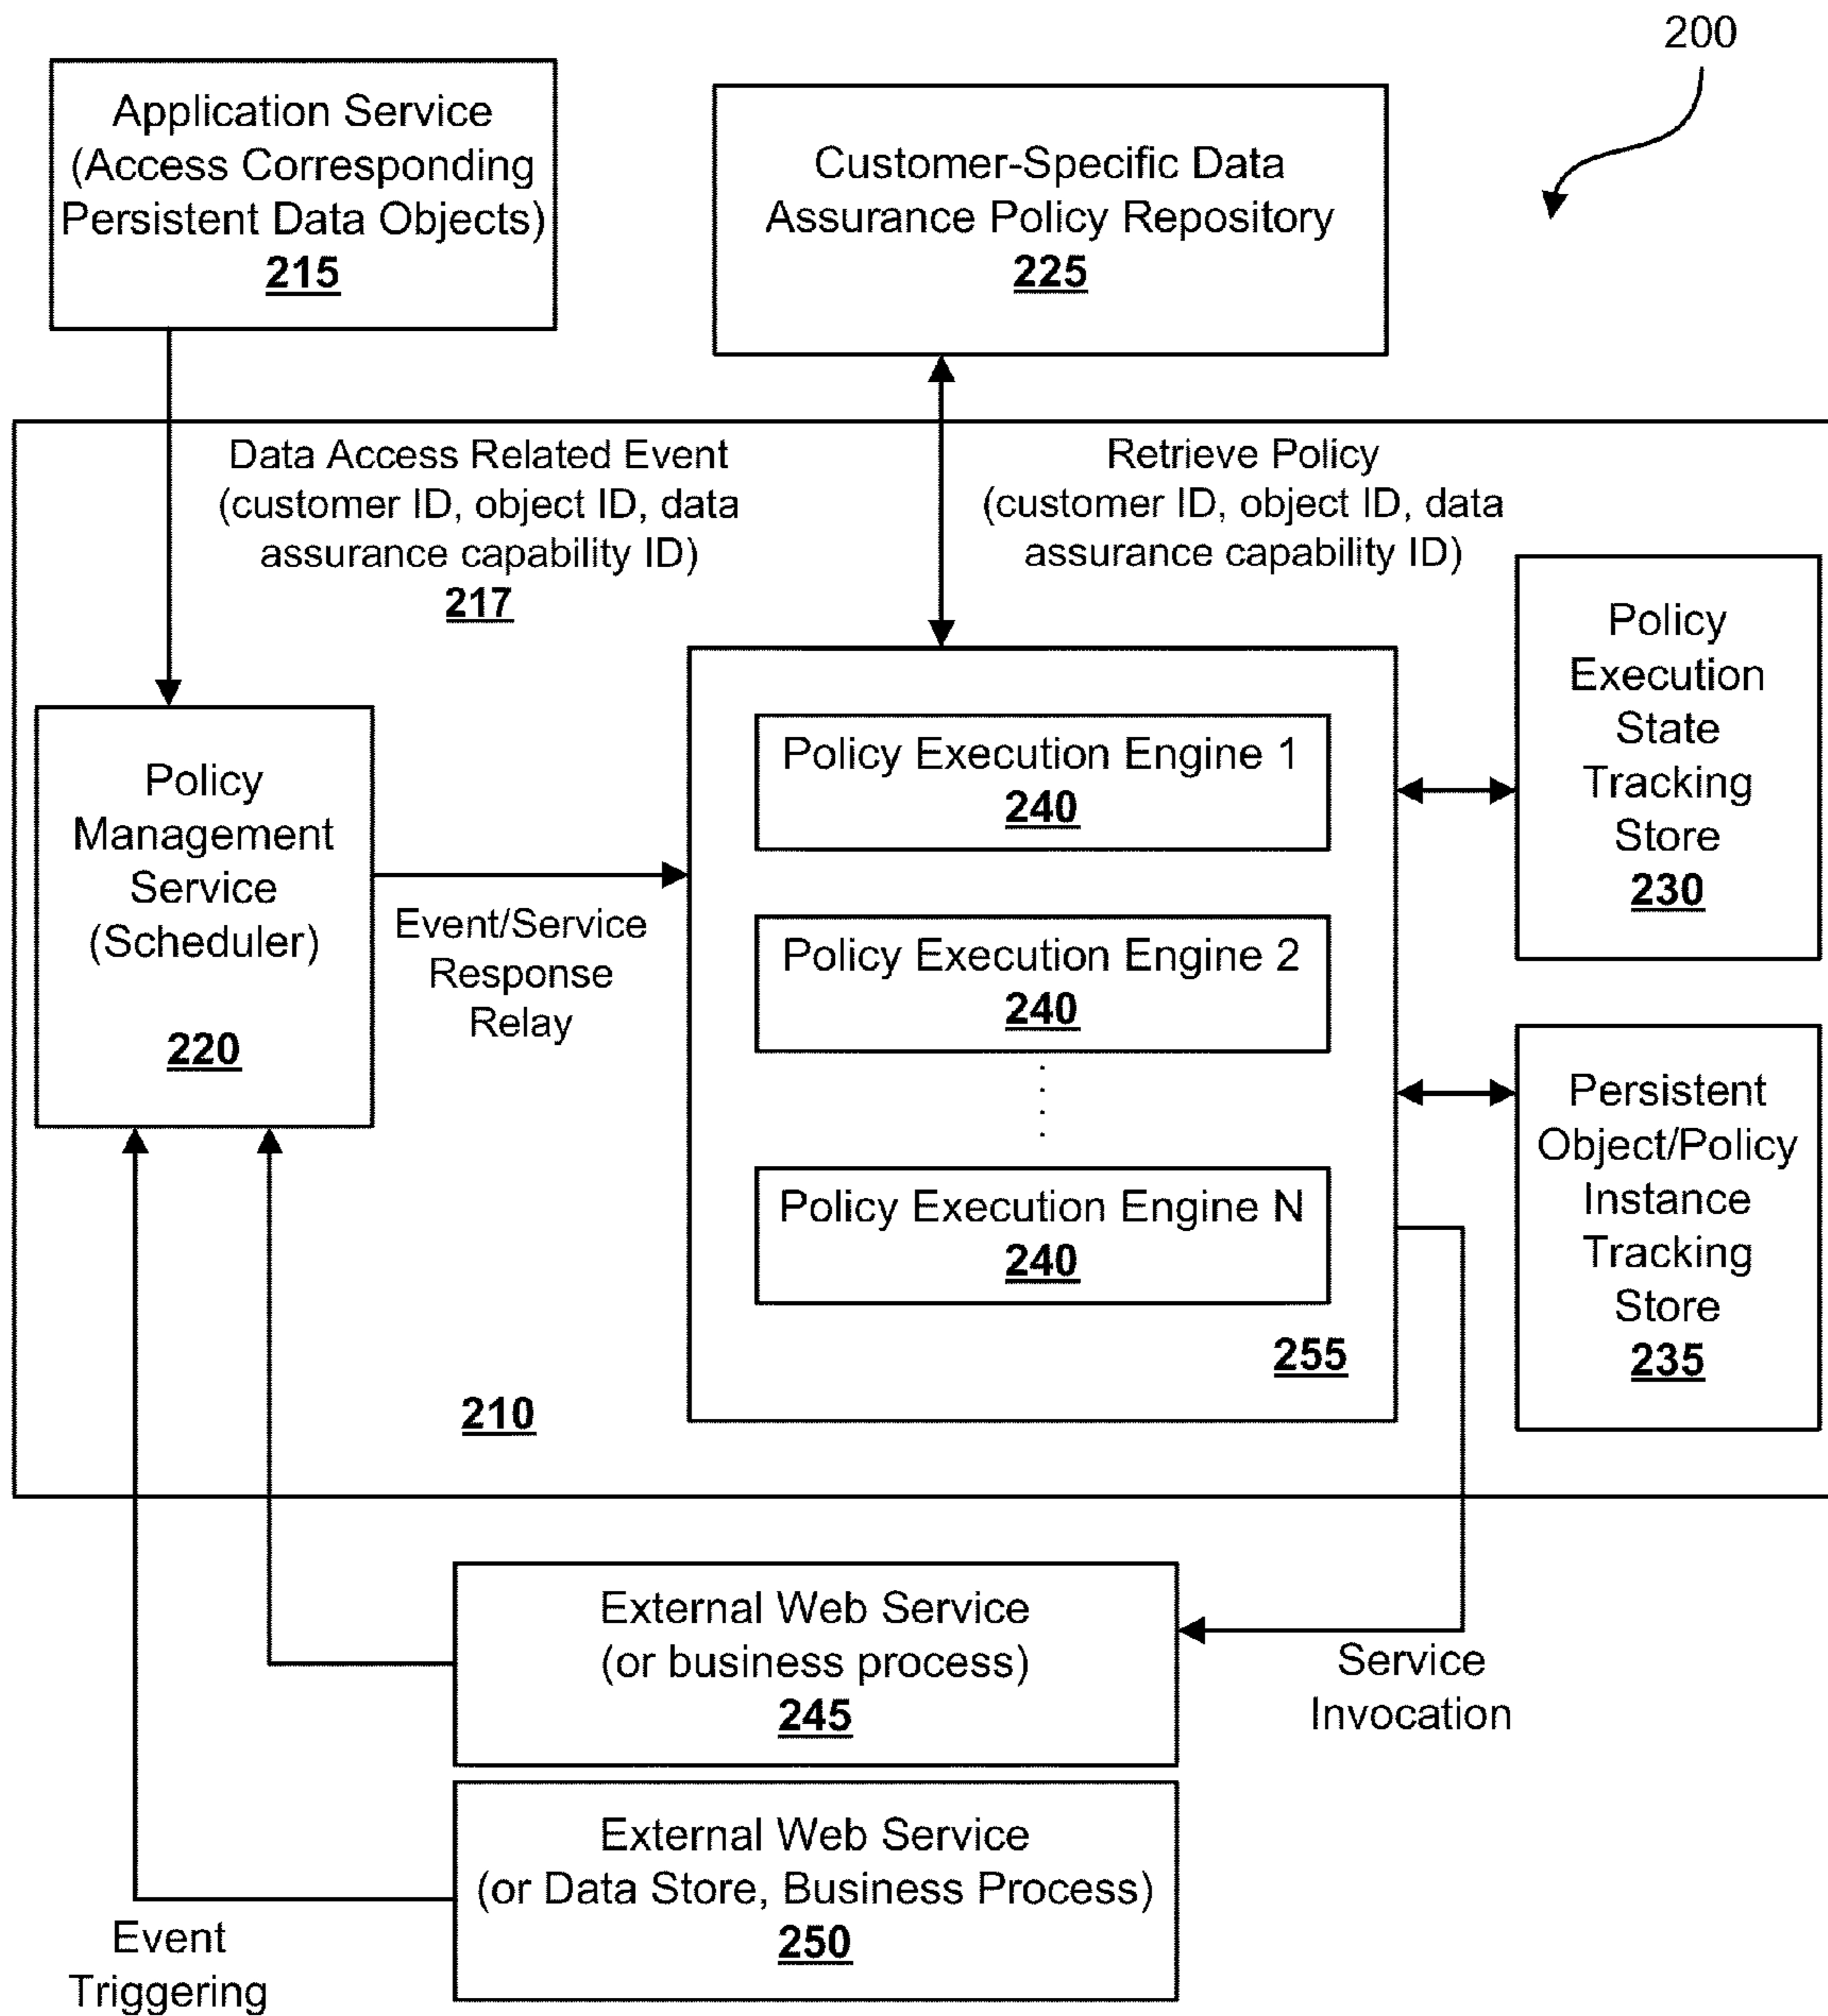 200
Application Service
(Access Corresponding
Persistent Data Objects)
215
Customer-Specific Data
Assurance Policy Repository
225
Data Access Related Event
(customer ID, object ID, data
assurance capability ID)
217
Retrieve Policy
(customer ID, object ID, data
assurance capability ID)
Policy
Management
Service
(Scheduler)
220
Event/Service
Response
Relay
Policy Execution Engine 1
240
Policy Execution Engine 2
240
Policy Execution Engine N
240
255
Policy
Execution
State
Tracking
Store
230
Persistent
Object/Policy
Instance
Tracking
Store
235
210
External Web Service
(or business process)
245
Service
Invocation
External Web Service
(or Data Store, Business Process)
250
Event
Triggering